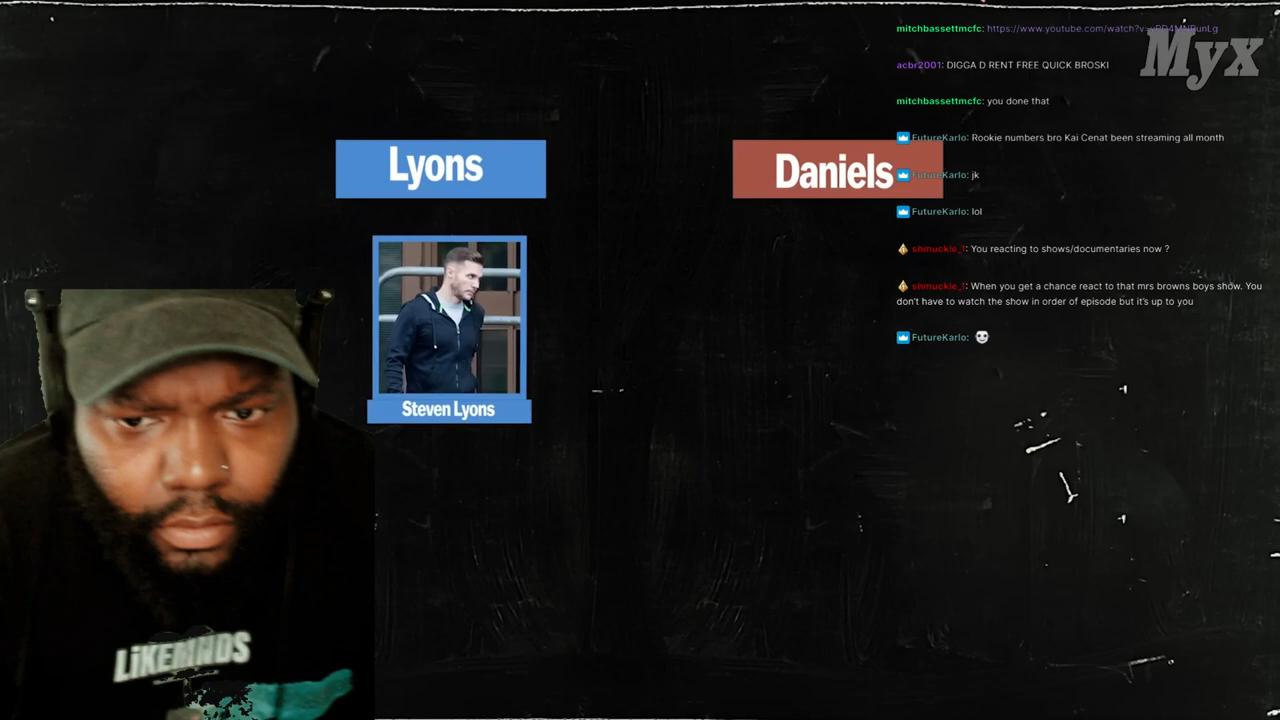 Myx
mitchbassettmcfc: https://www.youtube.com/watch?v=
acbr2001: DIGGA D RENT FREE QUICK BROSKI
mitchbassettmcfc: you done that
FutureKarlo: Rookie numbers bro Kai Cenat been streaming all month
Lyons
Daniels
FutureKarlo: jk
FutureKarlo: lol
shmuckle_1: You reacting to shows/documentaries now ?
shmuckle_1: When you get a chance react to that mrs browns boys show. You
don't have to watch the show in order of episode but it's up to you
FutureKarlo:
Steven Lyons
LiKEMiNDS